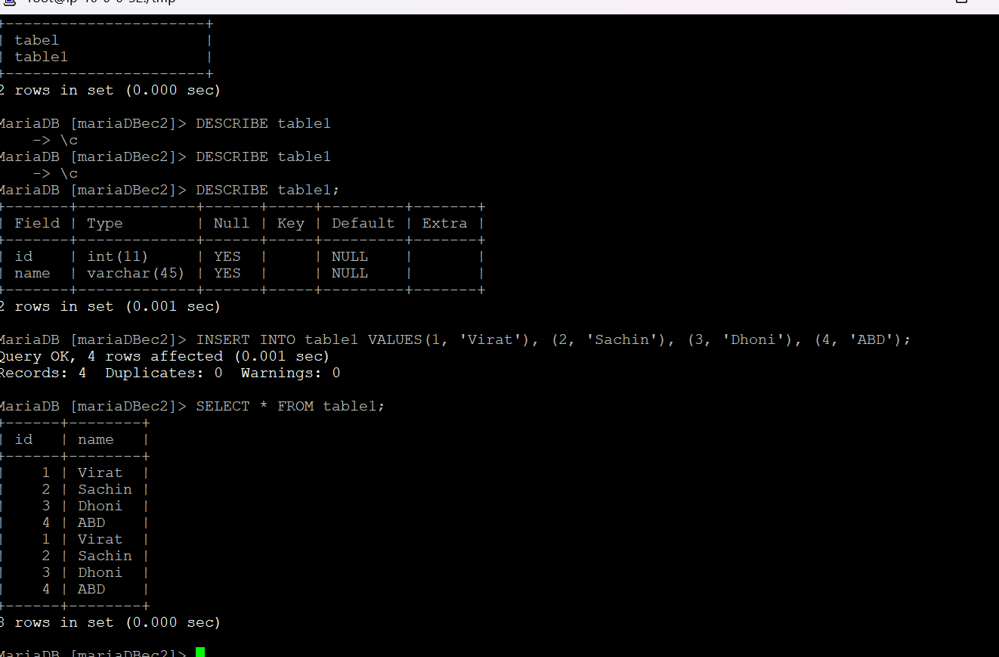 +----------------------+
| tabel                |
| table1               |
+----------------------+
2 rows in set (0.000 sec)
MariaDB [mariaDBec2]> DESCRIBE table1
    -> \c
MariaDB [mariaDBec2]> DESCRIBE table1
    -> \c
MariaDB [mariaDBec2]> DESCRIBE table1;
+-------+-------------+------+-----+---------+-------+
| Field | Type        | Null | Key | Default | Extra |
+-------+-------------+------+-----+---------+-------+
| id    | int(11)     | YES  |     | NULL    |       |
| name  | varchar(45) | YES  |     | NULL    |       |
+-------+-------------+------+-----+---------+-------+
2 rows in set (0.001 sec)
MariaDB [mariaDBec2]> INSERT INTO table1 VALUES(1, 'Virat'), (2, 'Sachin'), (3, 'Dhoni'), (4, 'ABD');
Query OK, 4 rows affected (0.001 sec)
Records: 4  Duplicates: 0  Warnings: 0
MariaDB [mariaDBec2]> SELECT * FROM table1;
+------+--------+
| id   | name   |
+------+--------+
|    1 | Virat  |
|    2 | Sachin |
|    3 | Dhoni  |
|    4 | ABD    |
|    1 | Virat  |
|    2 | Sachin |
|    3 | Dhoni  |
|    4 | ABD    |
+------+--------+
8 rows in set (0.000 sec)
MariaDB [mariaDBec2]>